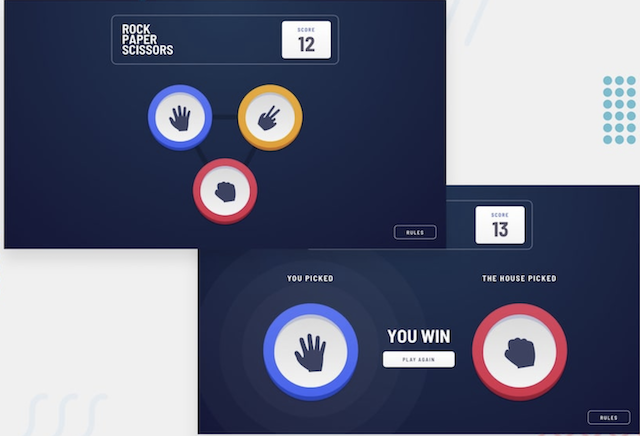 ROCK
PAPER
SCISSORS
SCORE
12
RULES
SCORE
13
YOU PICKED
THE HOUSE PICKED
YOU WIN
PLAY AGAIN
RULES